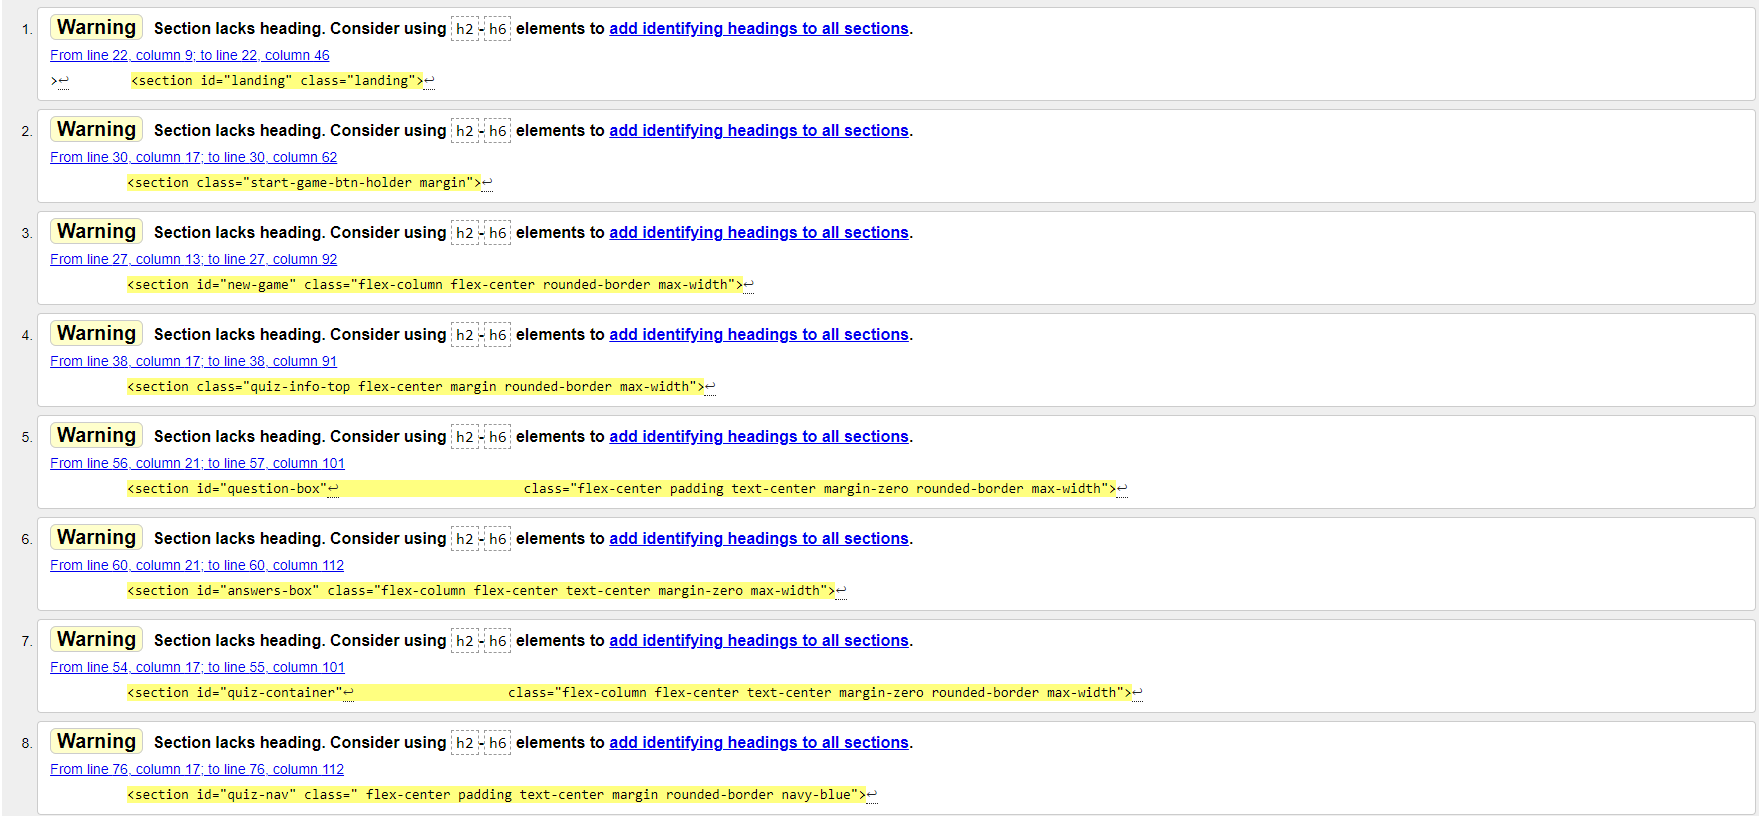 1. Warning Section lacks heading. Consider using h2-h6 elements to add identifying headings to all sections.
From line 22, column 9; to line 22, column 46
>↩ <section id="landing" class="landing">↩
2. Warning Section lacks heading. Consider using h2-h6 elements to add identifying headings to all sections.
From line 30, column 17; to line 30, column 62
<section class="start-game-btn-holder margin">↩
3. Warning Section lacks heading. Consider using h2-h6 elements to add identifying headings to all sections.
From line 27, column 13; to line 27, column 92
<section id="new-game" class="flex-column flex-center rounded-border max-width">↩
4. Warning Section lacks heading. Consider using h2-h6 elements to add identifying headings to all sections.
From line 38, column 17; to line 38, column 91
<section class="quiz-info-top flex-center margin rounded-border max-width">↩
5. Warning Section lacks heading. Consider using h2-h6 elements to add identifying headings to all sections.
From line 56, column 21; to line 57, column 101
<section id="question-box"↩ class="flex-center padding text-center margin-zero rounded-border max-width">↩
6. Warning Section lacks heading. Consider using h2-h6 elements to add identifying headings to all sections.
From line 60, column 21; to line 60, column 112
<section id="answers-box" class="flex-column flex-center text-center margin-zero max-width">↩
7. Warning Section lacks heading. Consider using h2-h6 elements to add identifying headings to all sections.
From line 54, column 17; to line 55, column 101
<section id="quiz-container"↩ class="flex-column flex-center text-center margin-zero rounded-border max-width">↩
8. Warning Section lacks heading. Consider using h2-h6 elements to add identifying headings to all sections.
From line 76, column 17; to line 76, column 112
<section id="quiz-nav" class=" flex-center padding text-center margin rounded-border navy-blue">↩